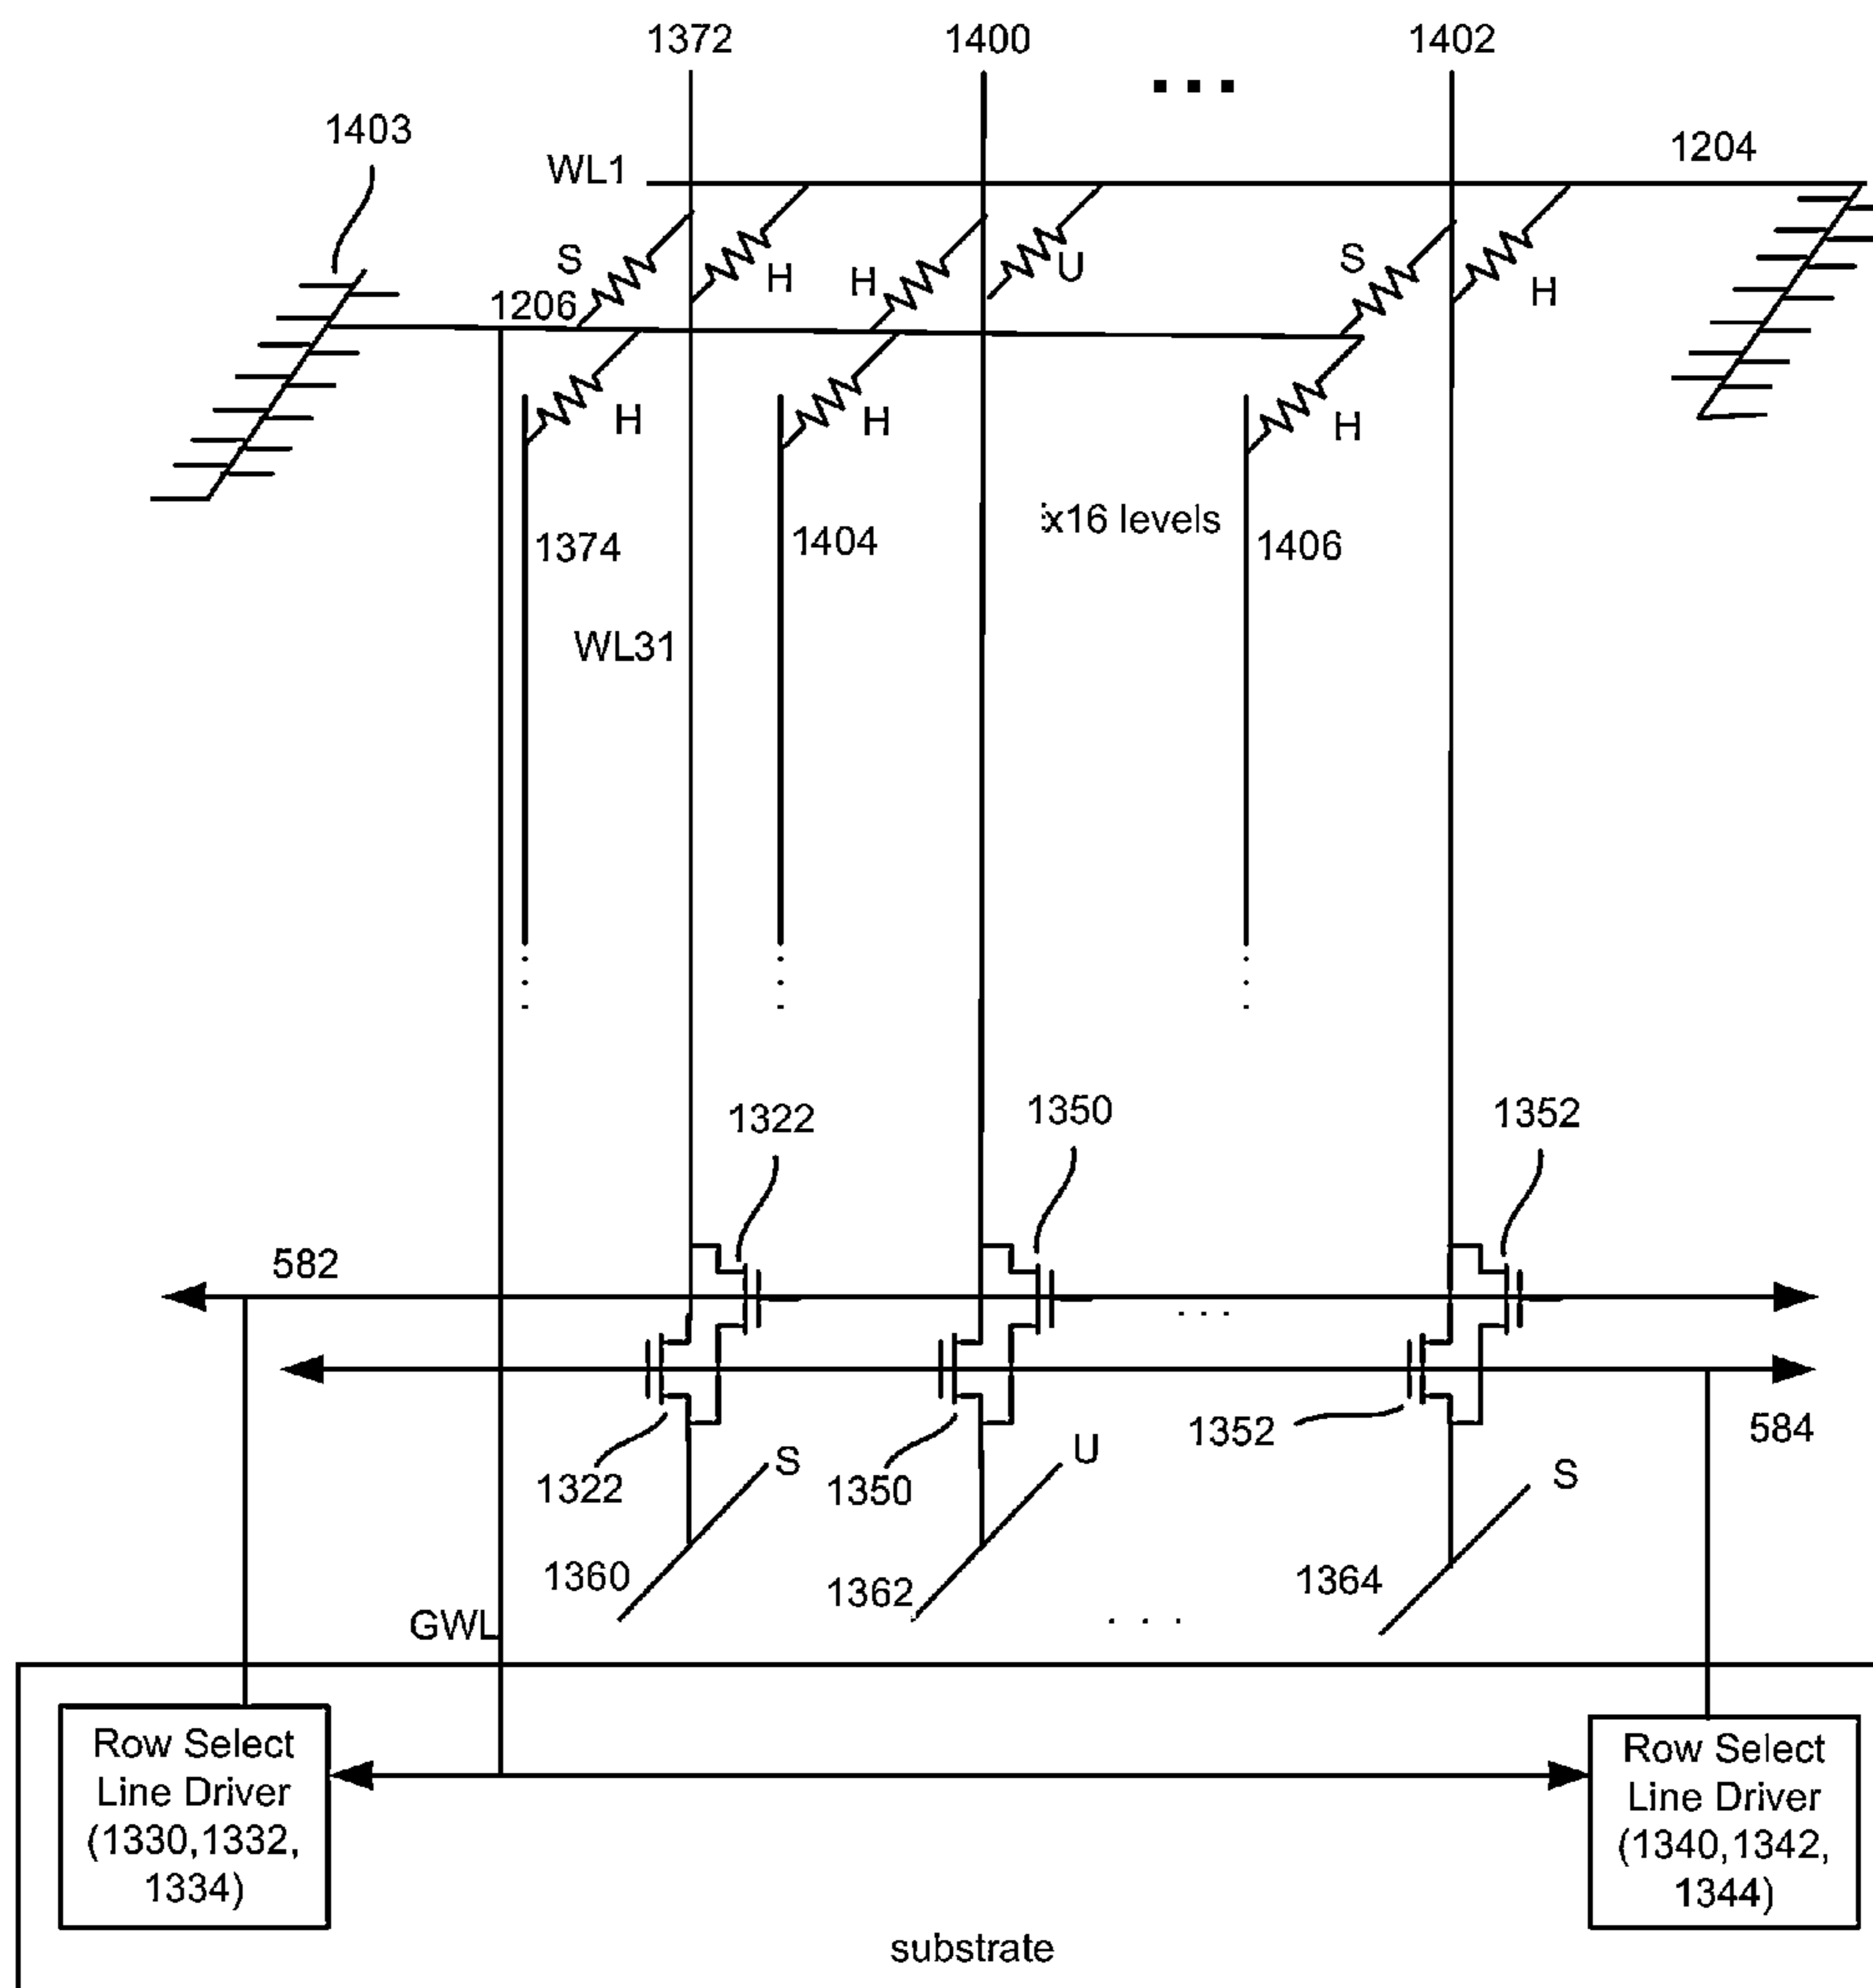 1372
1400
1402
1403
WL1
1204
S
H
H
U
S
H
1206
H
H
H
1374
1404
x16 levels
1406
WL31
1322
1350
1352
582
1322
S
1350
U
1352
S
584
1360
1362
1364
GWL
Row Select
Line Driver
(1330,1332,
1334)
Row Select
Line Driver
(1340,1342,
1344)
substrate